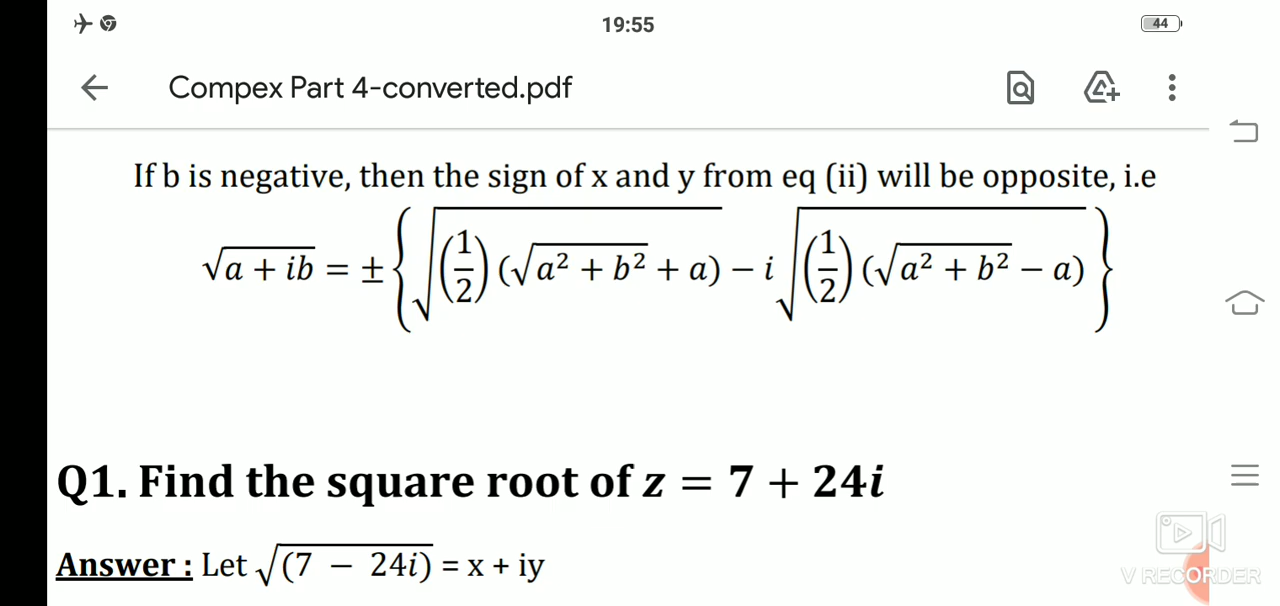 19:55
44
Compex Part 4-converted.pdf
If b is negative, then the sign of x and y from eq (ii) will be opposite, i.e
√(a + ib) = ± { √((1/2)(√(a² + b²) + a)) − i √((1/2)(√(a² + b²) − a)) }
Q1. Find the square root of z = 7 + 24i
Answer : Let √(7 − 24i) = x + iy
V RECORDER